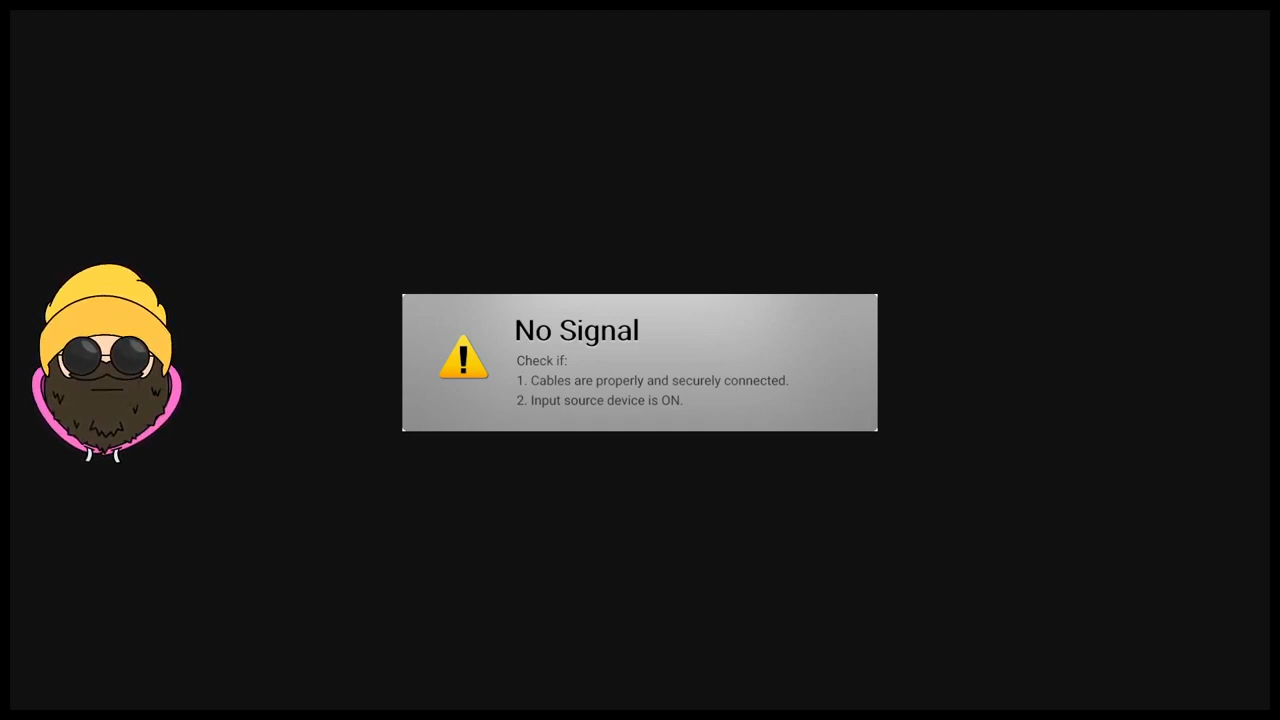 No Signal
Check if:
1. Cables are properly and securely connected.
2. Input source device is ON.